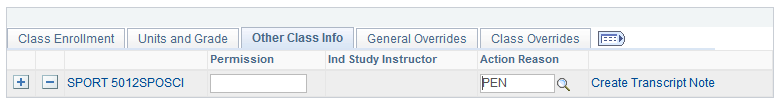 Class Enrollment Units and Grade Other Class Info General Overrides Class Overrides
Permission Ind Study Instructor Action Reason
SPORT 5012SPOSCI PEN Create Transcript Note